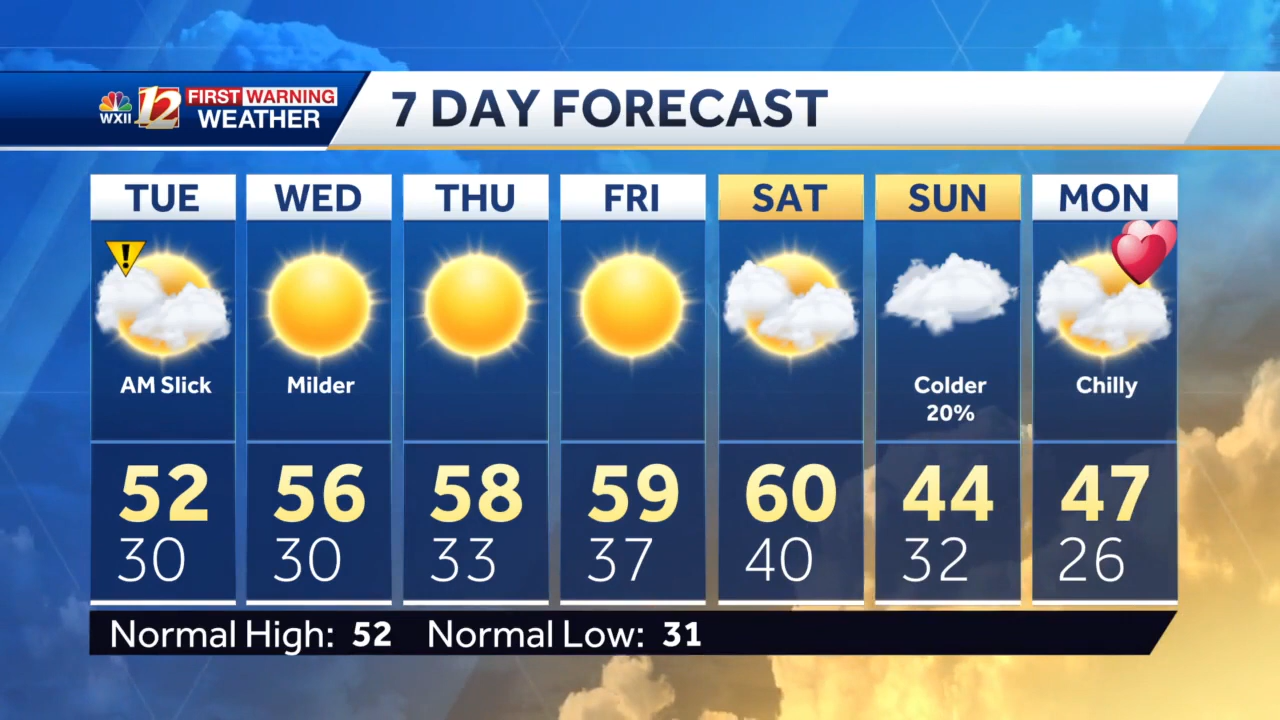 WXII 12 FIRST WARNING
WEATHER
7 DAY FORECAST
TUE WED THU FRI SAT SUN MON
!
AM Slick Milder Colder Chilly
20%
52 56 58 59 60 44 47
30 30 33 37 40 32 26
Normal High: 52 Normal Low: 31